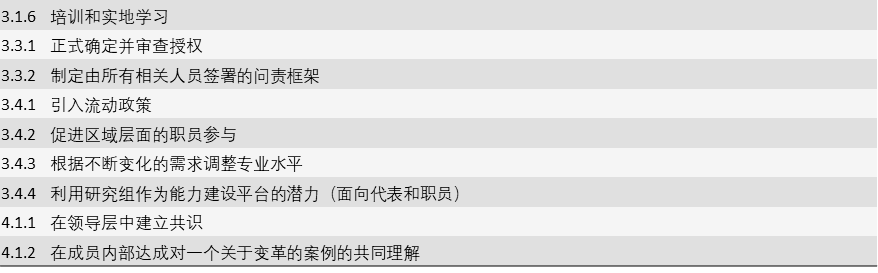 3.1.6 培训和实地学习
3.3.1 正式确定并审查授权
3.3.2 制定由所有相关人员签署的问责框架
3.4.1 引入流动政策
3.4.2 促进区域层面的职员参与
3.4.3 根据不断变化的需求调整专业水平
3.4.4 利用研究组作为能力建设平台的潜力（面向代表和职员）
4.1.1 在领导层中建立共识
4.1.2 在成员内部达成对一个关于变革的案例的共同理解